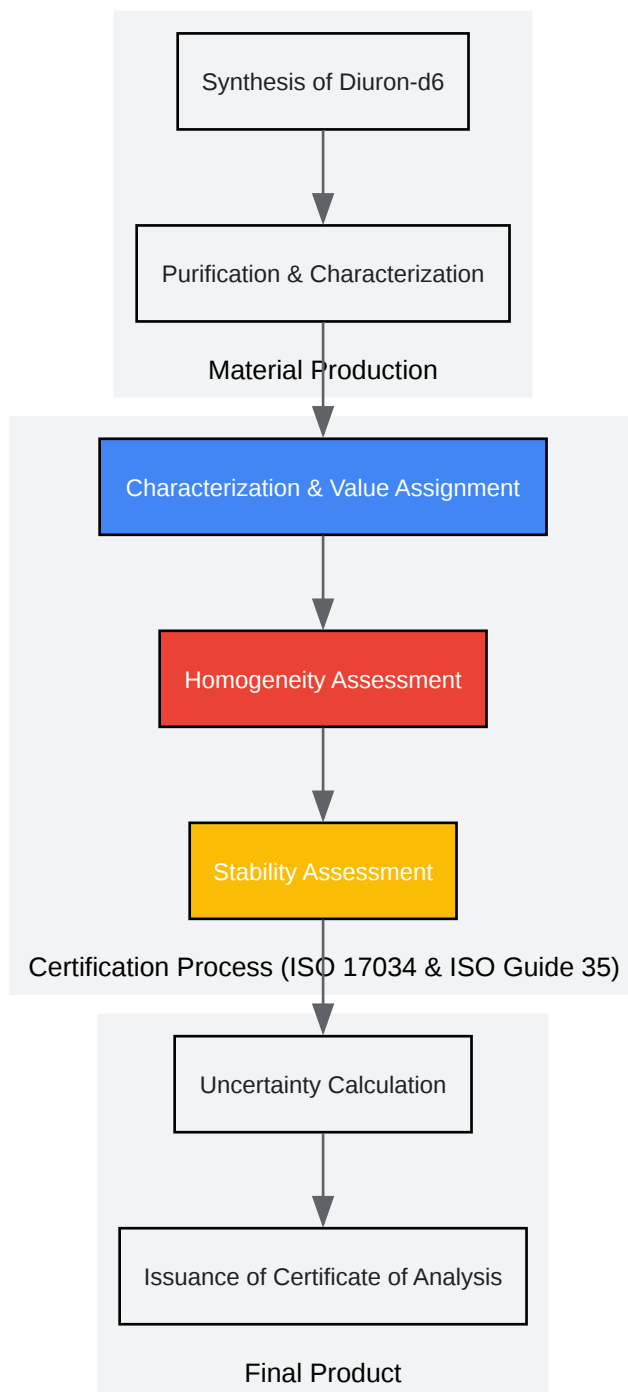 Synthesis of Diuron-d6
Purification & Characterization
Material Production
Characterization & Value Assignment
Homogeneity Assessment
Stability Assessment
Certification Process (ISO 17034 & ISO Guide 35)
Uncertainty Calculation
Issuance of Certificate of Analysis
Final Product